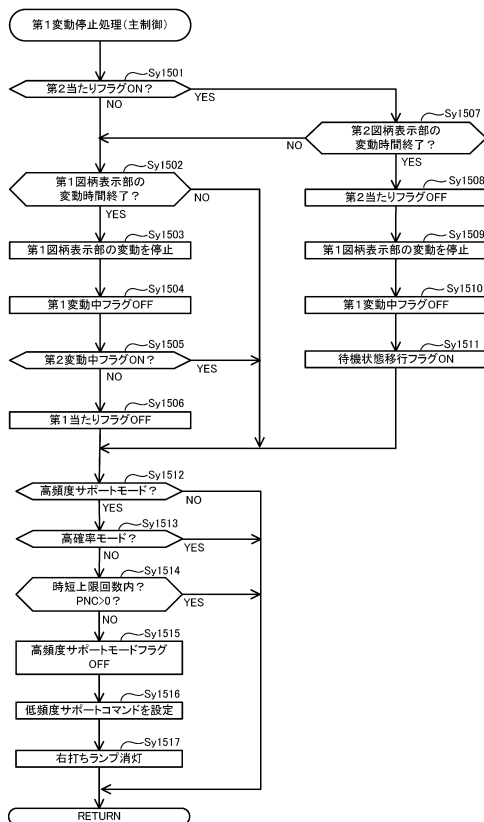 第1変動停止処理(主制御)
Sy1501
第2当たりフラグON?
NO
YES
Sy1507
第2図柄表示部の
変動時間終了?
NO
YES
Sy1502
第1図柄表示部の
変動時間終了?
NO
YES
Sy1508
第2当たりフラグOFF
Sy1503
第1図柄表示部の変動を停止
Sy1509
第1図柄表示部の変動を停止
Sy1504
第1変動中フラグOFF
Sy1510
第1変動中フラグOFF
Sy1505
第2変動中フラグON?
YES
NO
Sy1511
待機状態移行フラグON
Sy1506
第1当たりフラグOFF
Sy1512
高頻度サポートモード?
NO
YES
Sy1513
高確率モード?
YES
NO
Sy1514
時短上限回数内?
PNC>0?
YES
NO
Sy1515
高頻度サポートモードフラグ
OFF
Sy1516
低頻度サポートコマンドを設定
Sy1517
右打ちランプ消灯
RETURN